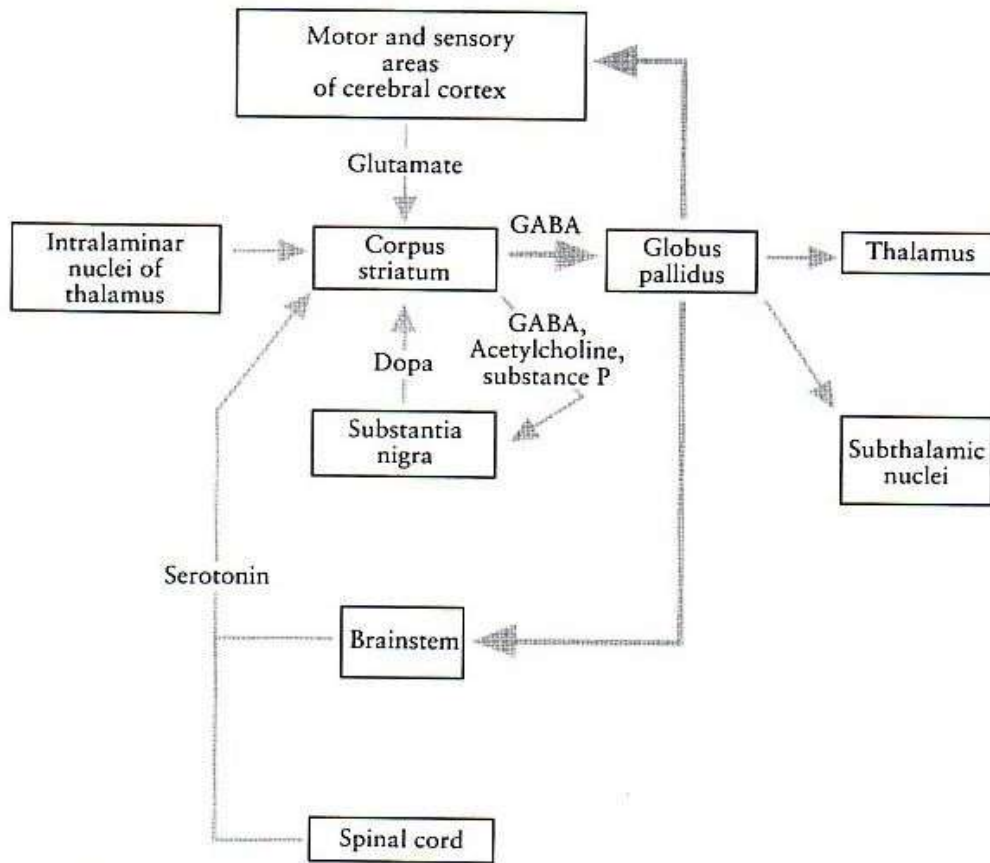 Motor and sensory
areas
of cerebral cortex
Glutamate
Intralaminar
nuclei of
thalamus
Corpus
striatum
GABA
Globus
pallidus
Thalamus
GABA,
Acetylcholine,
substance P
Dopa
Substantia
nigra
Subthalamic
nuclei
Serotonin
Brainstem
Spinal cord